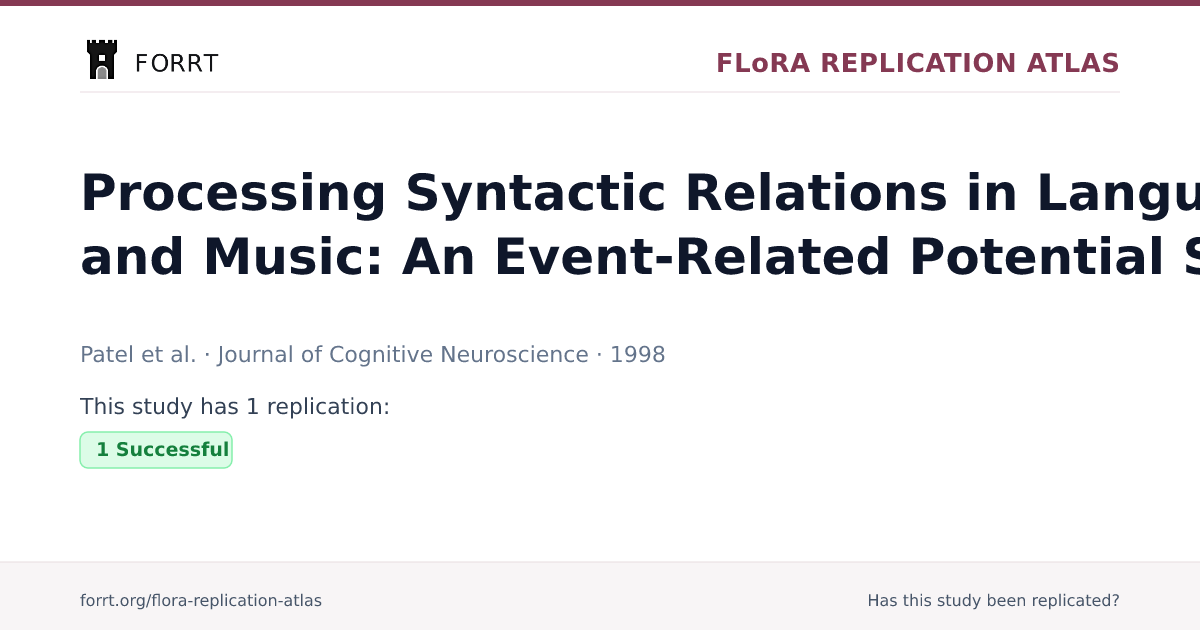 FORRT
FLoRA REPLICATION ATLAS
Processing Syntactic Relations in Langu
and Music: An Event-Related Potential S
Patel et al. · Journal of Cognitive Neuroscience · 1998
This study has 1 replication:
1 Successful
forrt.org/flora-replication-atlas
Has this study been replicated?